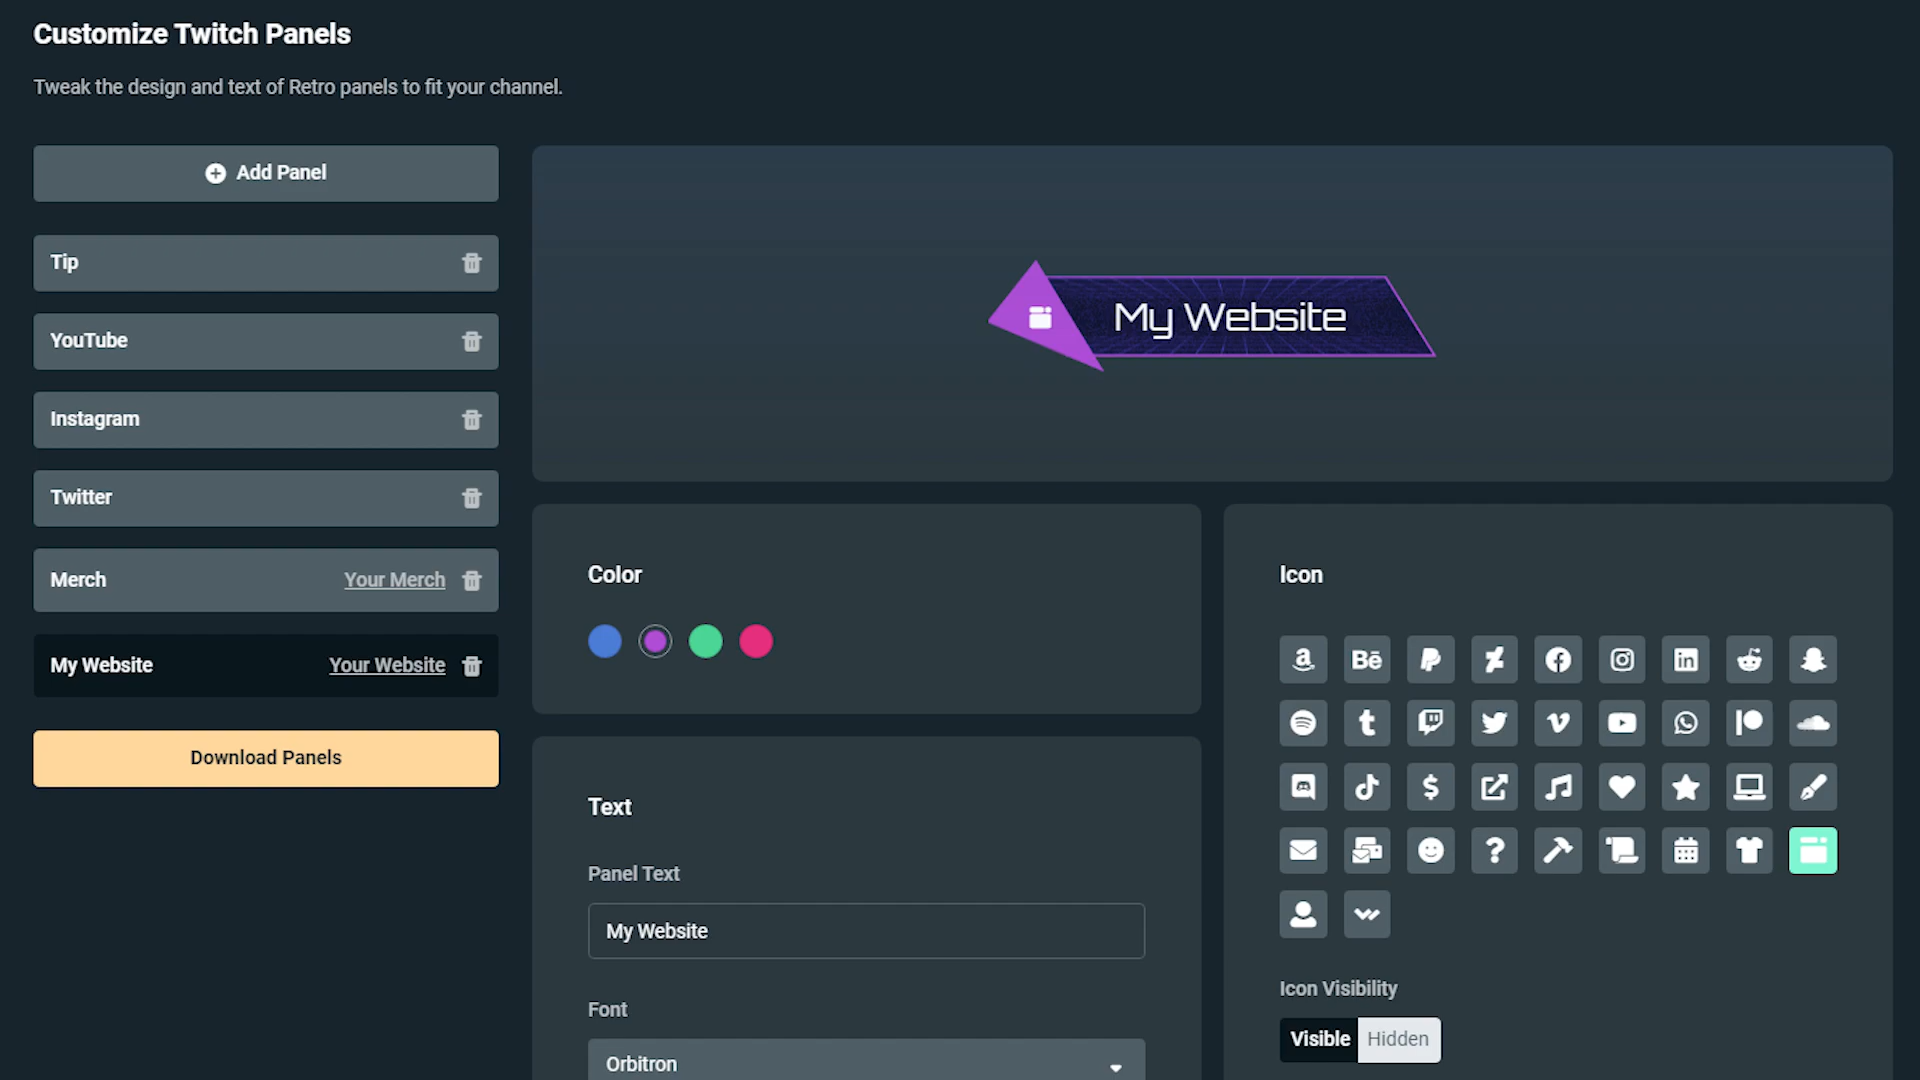 Customize Twitch Panels
Tweak the design and text of Retro panels to fit your channel.
Add Panel
Tip
YouTube
Instagram
Twitter
Merch Your Merch
My Website Your Website
Download Panels
My Website
Color
Text
Panel Text
My Website
Font
Orbitron
Icon
Icon Visibility
Visible Hidden